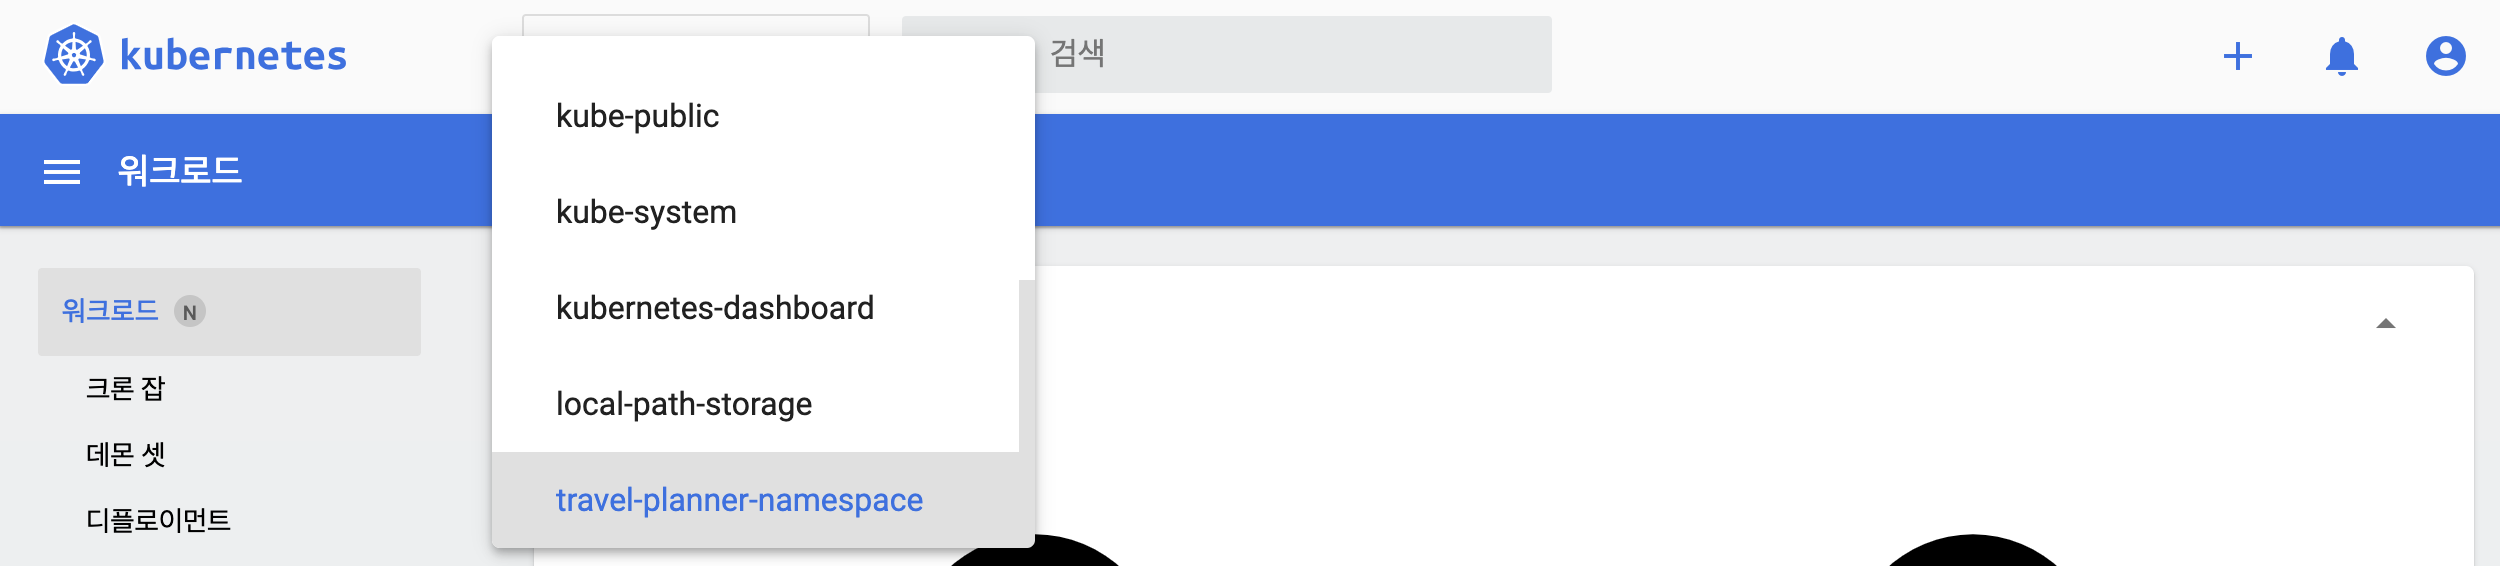 kubernetes
검색
kube-public
kube-system
kubernetes-dashboard
local-path-storage
travel-planner-namespace
워크로드
워크로드 N
크론 잡
데몬 셋
디플로이먼트